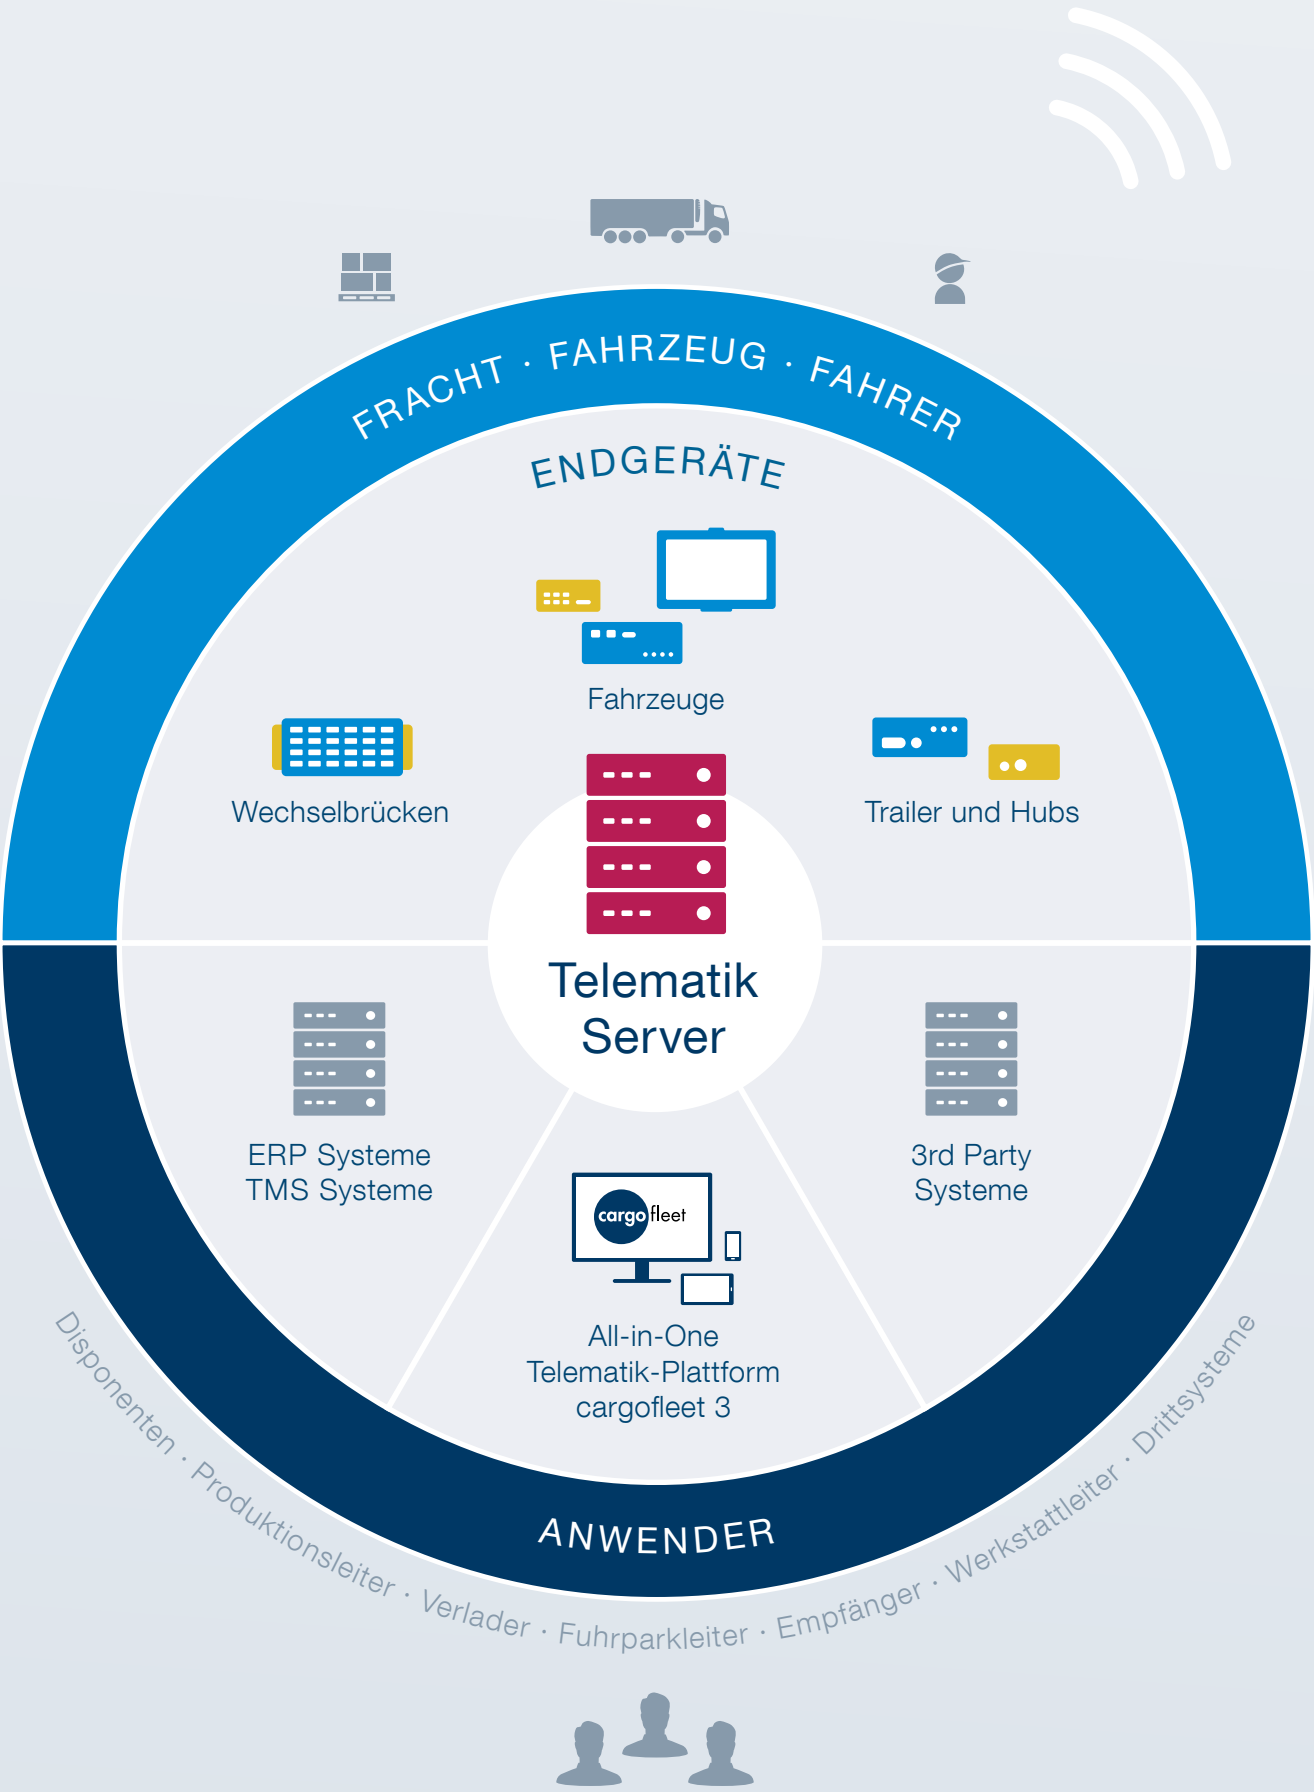 FRACHT · FAHRZEUG · FAHRER
ENDGERÄTE
Fahrzeuge
Wechselbrücken
Trailer und Hubs
Telematik
Server
ERP Systeme
TMS Systeme
3rd Party
Systeme
cargofleet
All-in-One
Telematik-Plattform
cargofleet 3
ANWENDER
Disponenten · Produktionsleiter · Verlader · Fuhrparkleiter · Empfänger · Werkstattleiter · Drittsysteme